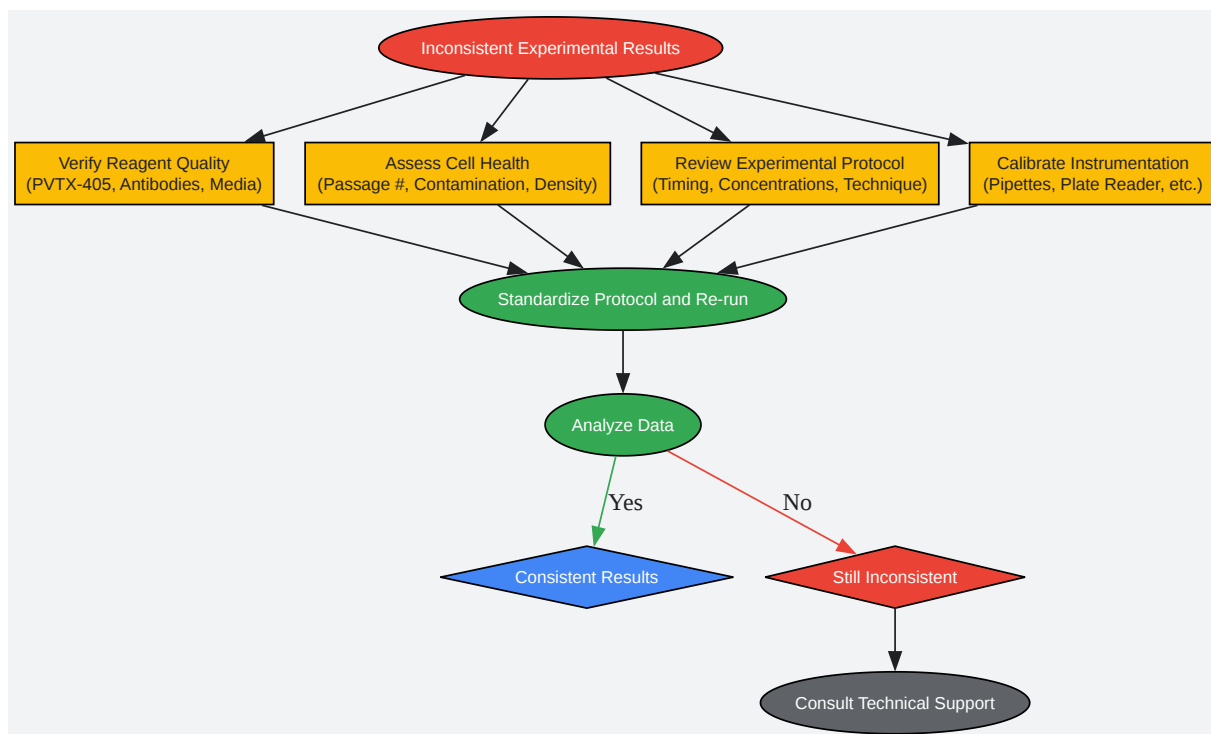 Inconsistent Experimental Results
Verify Reagent Quality
(PVTX-405, Antibodies, Media)
Assess Cell Health
(Passage #, Contamination, Density)
Review Experimental Protocol
(Timing, Concentrations, Technique)
Calibrate Instrumentation
(Pipettes, Plate Reader, etc.)
Standardize Protocol and Re-run
Analyze Data
Yes
No
Consistent Results
Still Inconsistent
Consult Technical Support